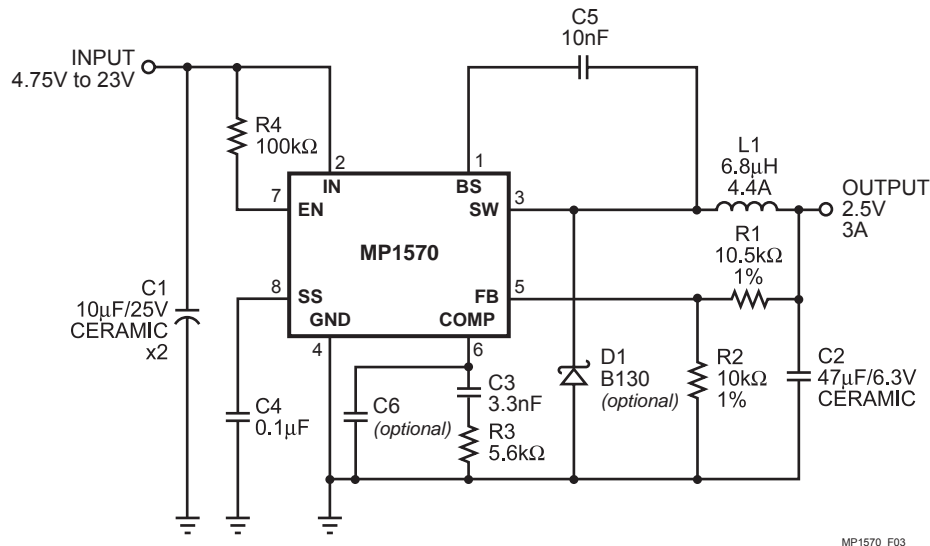 C5
10nF
INPUT
4.75V to 23V
R4
100kΩ
2
1
L1
6.8µH
4.4A
IN
BS
7
EN
SW
3
OUTPUT
2.5V
3A
MP1570
R1
10.5kΩ
1%
C1
10µF/25V
CERAMIC
x2
8
SS
FB
5
GND
COMP
4
6
D1
B130
(optional)
R2
10kΩ
1%
C2
47µF/6.3V
CERAMIC
C4
0.1µF
C6
(optional)
C3
3.3nF
R3
5.6kΩ
MP1570_F03